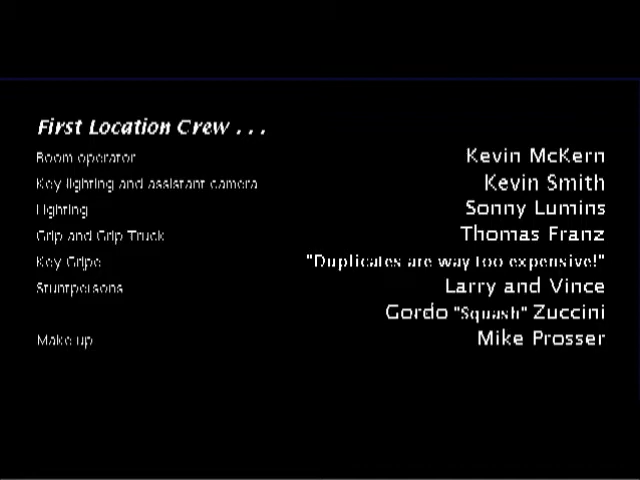 First Location Crew . . .
Boom operator Kevin McKern
Key lighting and assistant camera Kevin Smith
Lighting Sonny Lumins
Grip and Grip Truck Thomas Franz
Key Gripe "Duplicates are way too expensive!"
Stuntpersons Larry and Vince
Gordo "Squash" Zuccini
Make up Mike Prosser